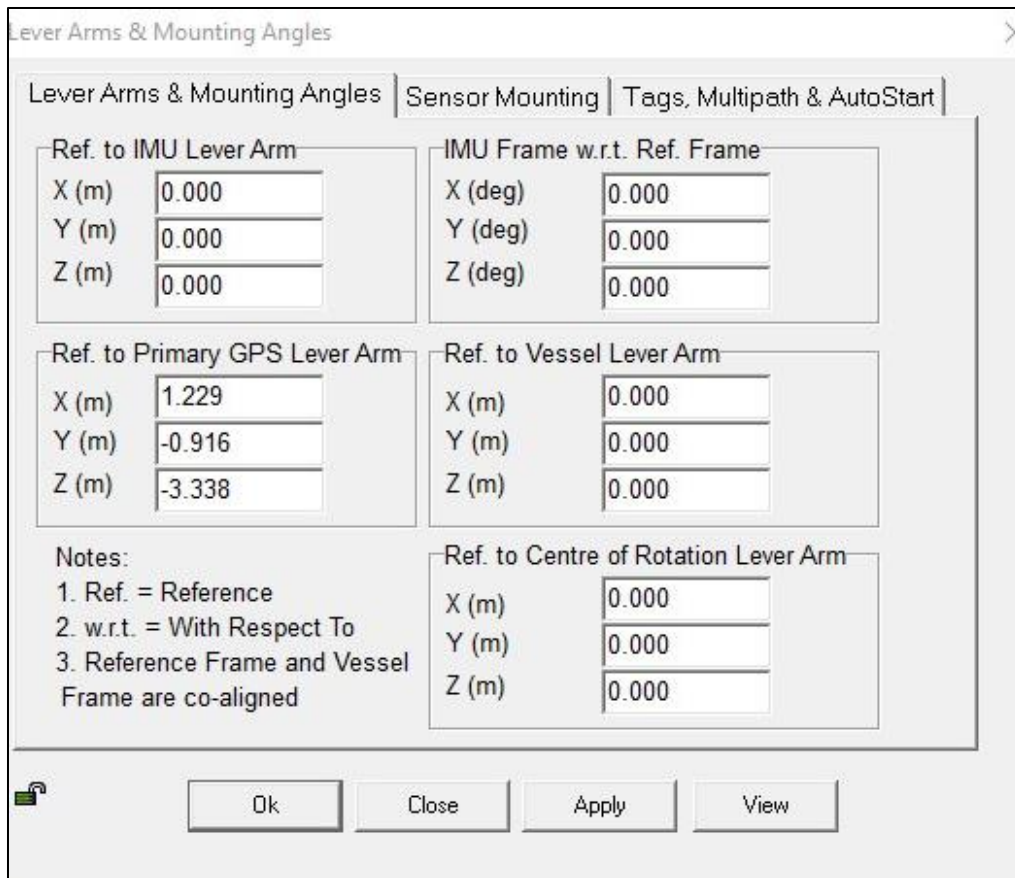 Lever Arms & Mounting Angles
Lever Arms & Mounting Angles
Sensor Mounting
Tags, Multipath & AutoStart
Ref. to IMU Lever Arm
X (m) 0.000
Y (m) 0.000
Z (m) 0.000
IMU Frame w.r.t. Ref. Frame
X (deg) 0.000
Y (deg) 0.000
Z (deg) 0.000
Ref. to Primary GPS Lever Arm
X (m) 1.229
Y (m) -0.916
Z (m) -3.338
Ref. to Vessel Lever Arm
X (m) 0.000
Y (m) 0.000
Z (m) 0.000
Notes:
1. Ref. = Reference
2. w.r.t. = With Respect To
3. Reference Frame and Vessel
Frame are co-aligned
Ref. to Centre of Rotation Lever Arm
X (m) 0.000
Y (m) 0.000
Z (m) 0.000
Ok
Close
Apply
View